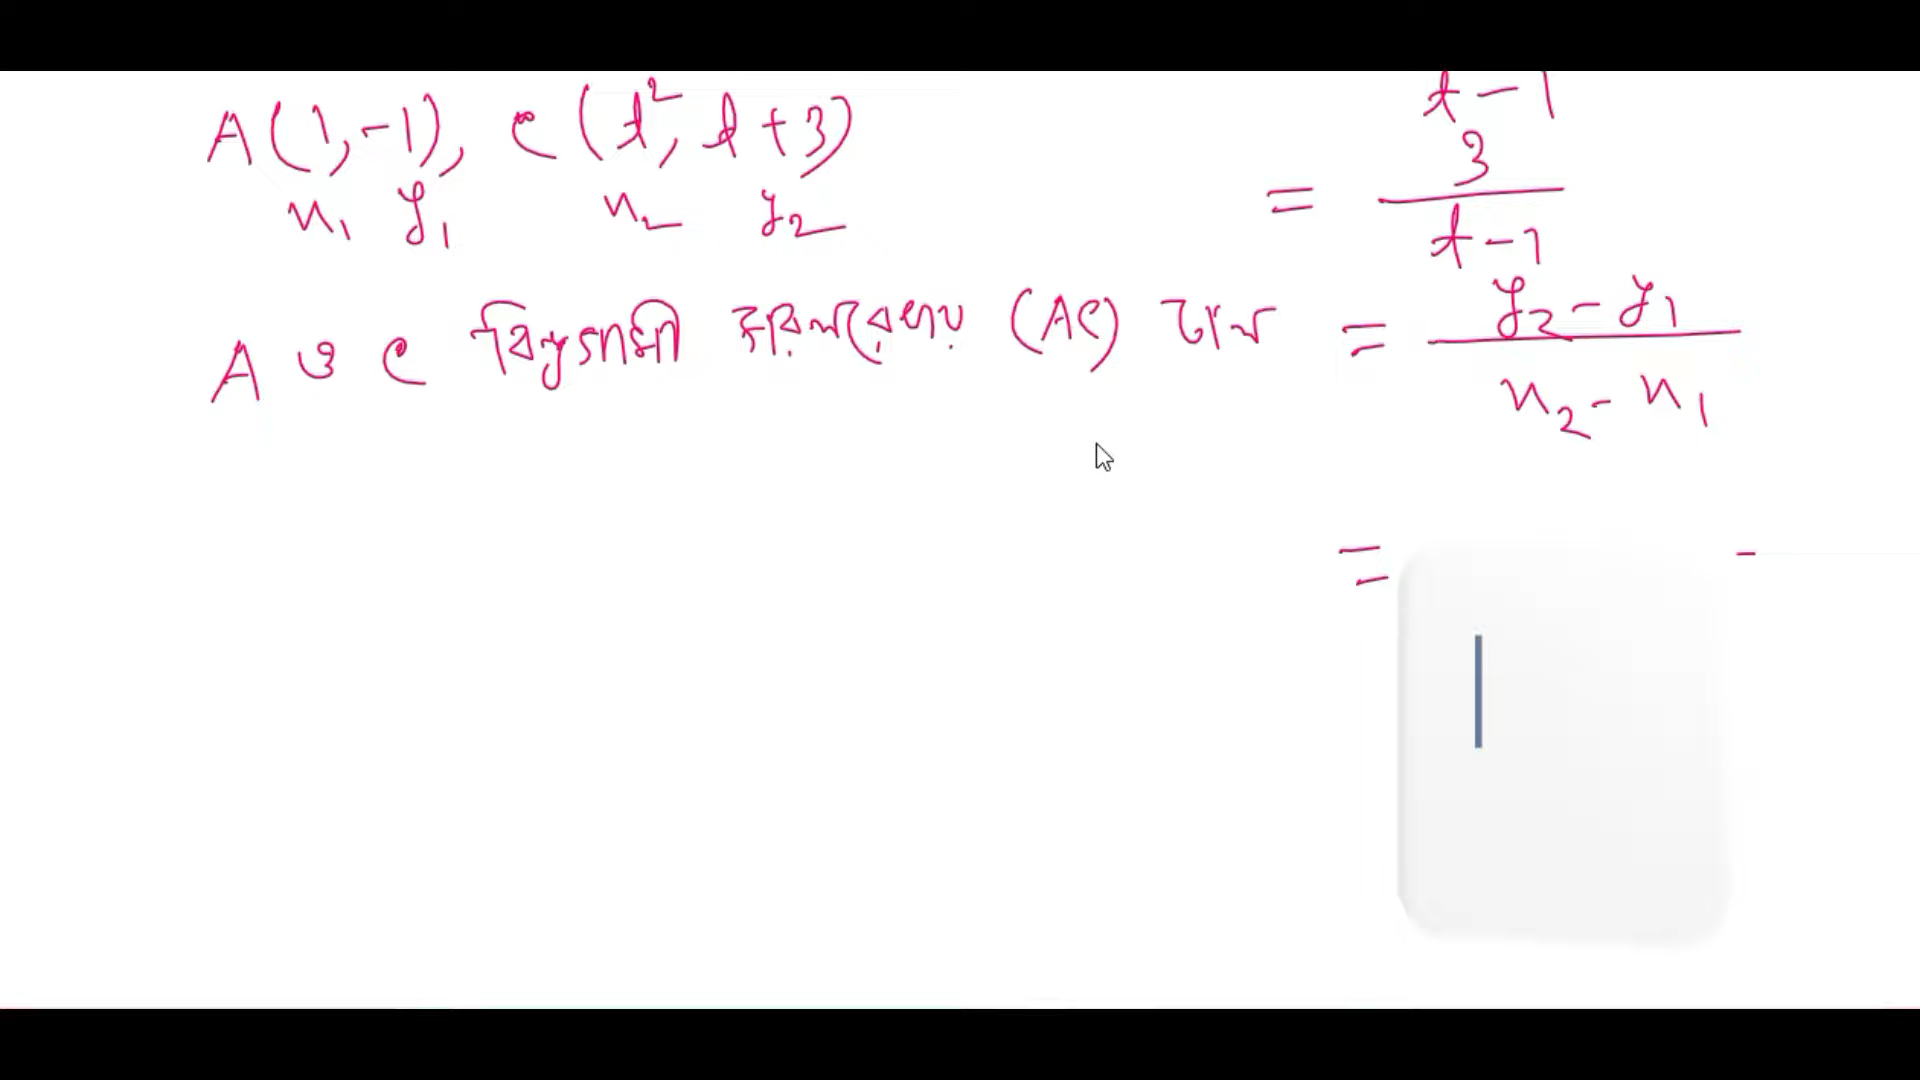 t - 1
A(1, -1), C(t², t+3)
x₁ y₁ x₂ y₂
= 3 / (t - 1)
A ও C বিন্দুগামী সরলরেখার (AC) ঢাল = (y₂ - y₁) / (x₂ - x₁)
= -